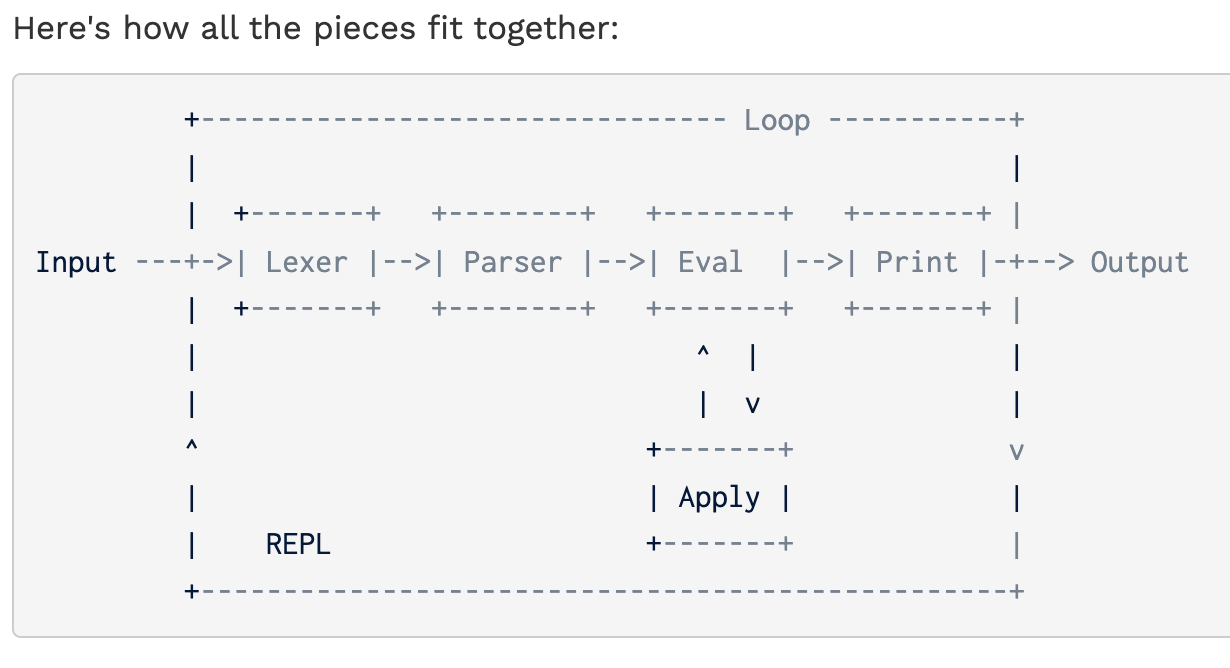 Here's how all the pieces fit together:
          +-------------------------------- Loop -----------+
          |                                                 |
          |  +-------+   +--------+   +-------+   +-------+ |
Input ---+->| Lexer |-->| Parser |-->| Eval  |-->| Print |-+--> Output
          |  +-------+   +--------+   +-------+   +-------+ |
          |                              ^  |               |
          |                              |  v               |
          ^                           +-------+             v
          |                           | Apply |             |
          |    REPL                   +-------+             |
          +-------------------------------------------------+